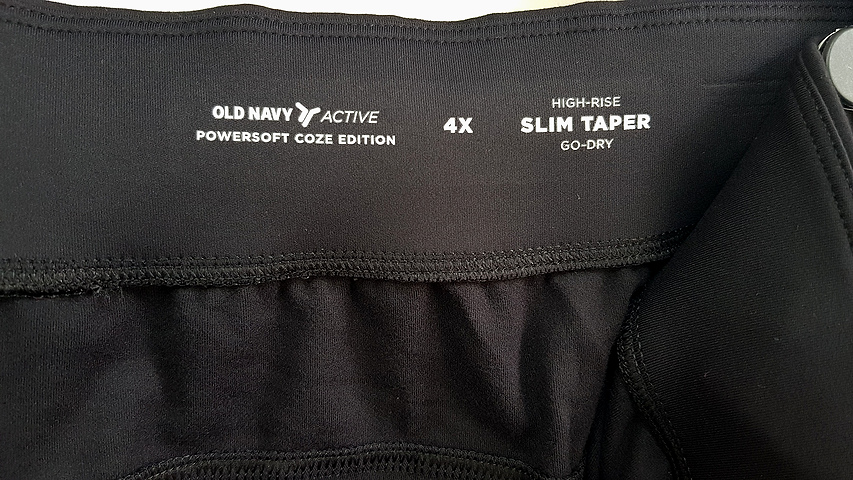 OLD NAVY ACTIVE
POWERSOFT COZE EDITION
4X
HIGH-RISE
SLIM TAPER
GO-DRY